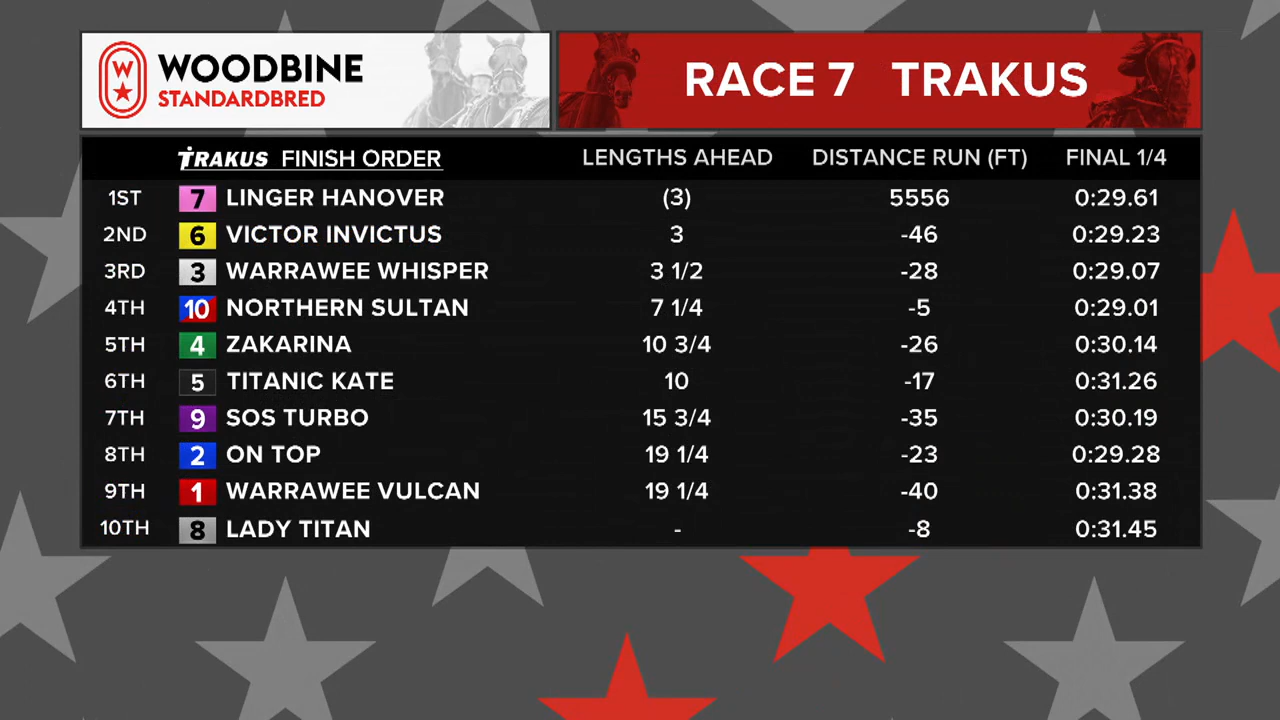 W
WOODBINE
STANDARDBRED
RACE 7 TRAKUS
TRAKUS FINISH ORDER LENGTHS AHEAD DISTANCE RUN (FT) FINAL 1/4
1ST 7 LINGER HANOVER (3) 5556 0:29.61
2ND 6 VICTOR INVICTUS 3 -46 0:29.23
3RD 3 WARRAWEE WHISPER 3 1/2 -28 0:29.07
4TH 10 NORTHERN SULTAN 7 1/4 -5 0:29.01
5TH 4 ZAKARINA 10 3/4 -26 0:30.14
6TH 5 TITANIC KATE 10 -17 0:31.26
7TH 9 SOS TURBO 15 3/4 -35 0:30.19
8TH 2 ON TOP 19 1/4 -23 0:29.28
9TH 1 WARRAWEE VULCAN 19 1/4 -40 0:31.38
10TH 8 LADY TITAN - -8 0:31.45